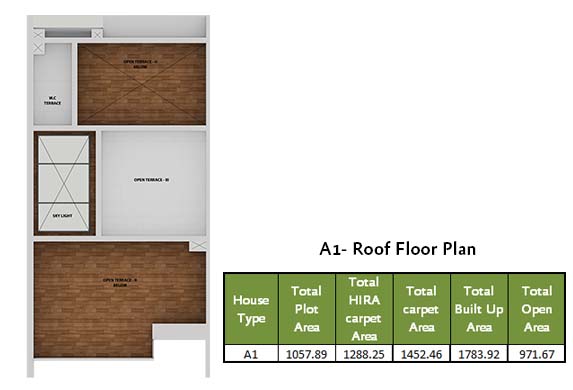 OPEN TERRACE - II
BELOW
W.C
TERRACE
OPEN TERRACE - III
SKY LIGHT
OPEN TERRACE - II
BELOW
A1- Roof Floor Plan
House Type Total Plot Area Total HIRA carpet Area Total carpet Area Total Built Up Area Total Open Area
A1 1057.89 1288.25 1452.46 1783.92 971.67